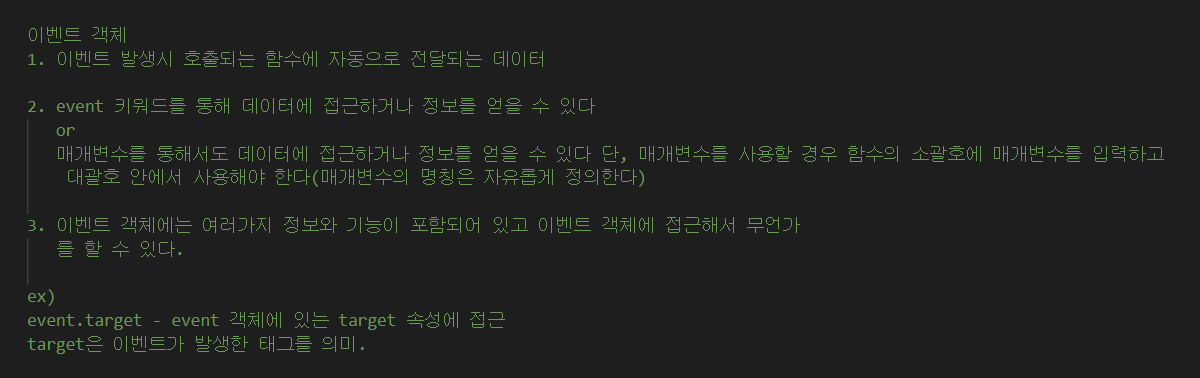 이벤트 객체
1. 이벤트 발생시 호출되는 함수에 자동으로 전달되는 데이터
2. event 키워드를 통해 데이터에 접근하거나 정보를 얻을 수 있다
or
매개변수를 통해서도 데이터에 접근하거나 정보를 얻을 수 있다 단, 매개변수를 사용할 경우 함수의 소괄호에 매개변수를 입력하고
대괄호 안에서 사용해야 한다(매개변수의 명칭은 자유롭게 정의한다)
3. 이벤트 객체에는 여러가지 정보와 기능이 포함되어 있고 이벤트 객체에 접근해서 무언가
를 할 수 있다.
ex)
event.target - event 객체에 있는 target 속성에 접근
target은 이벤트가 발생한 태그를 의미.